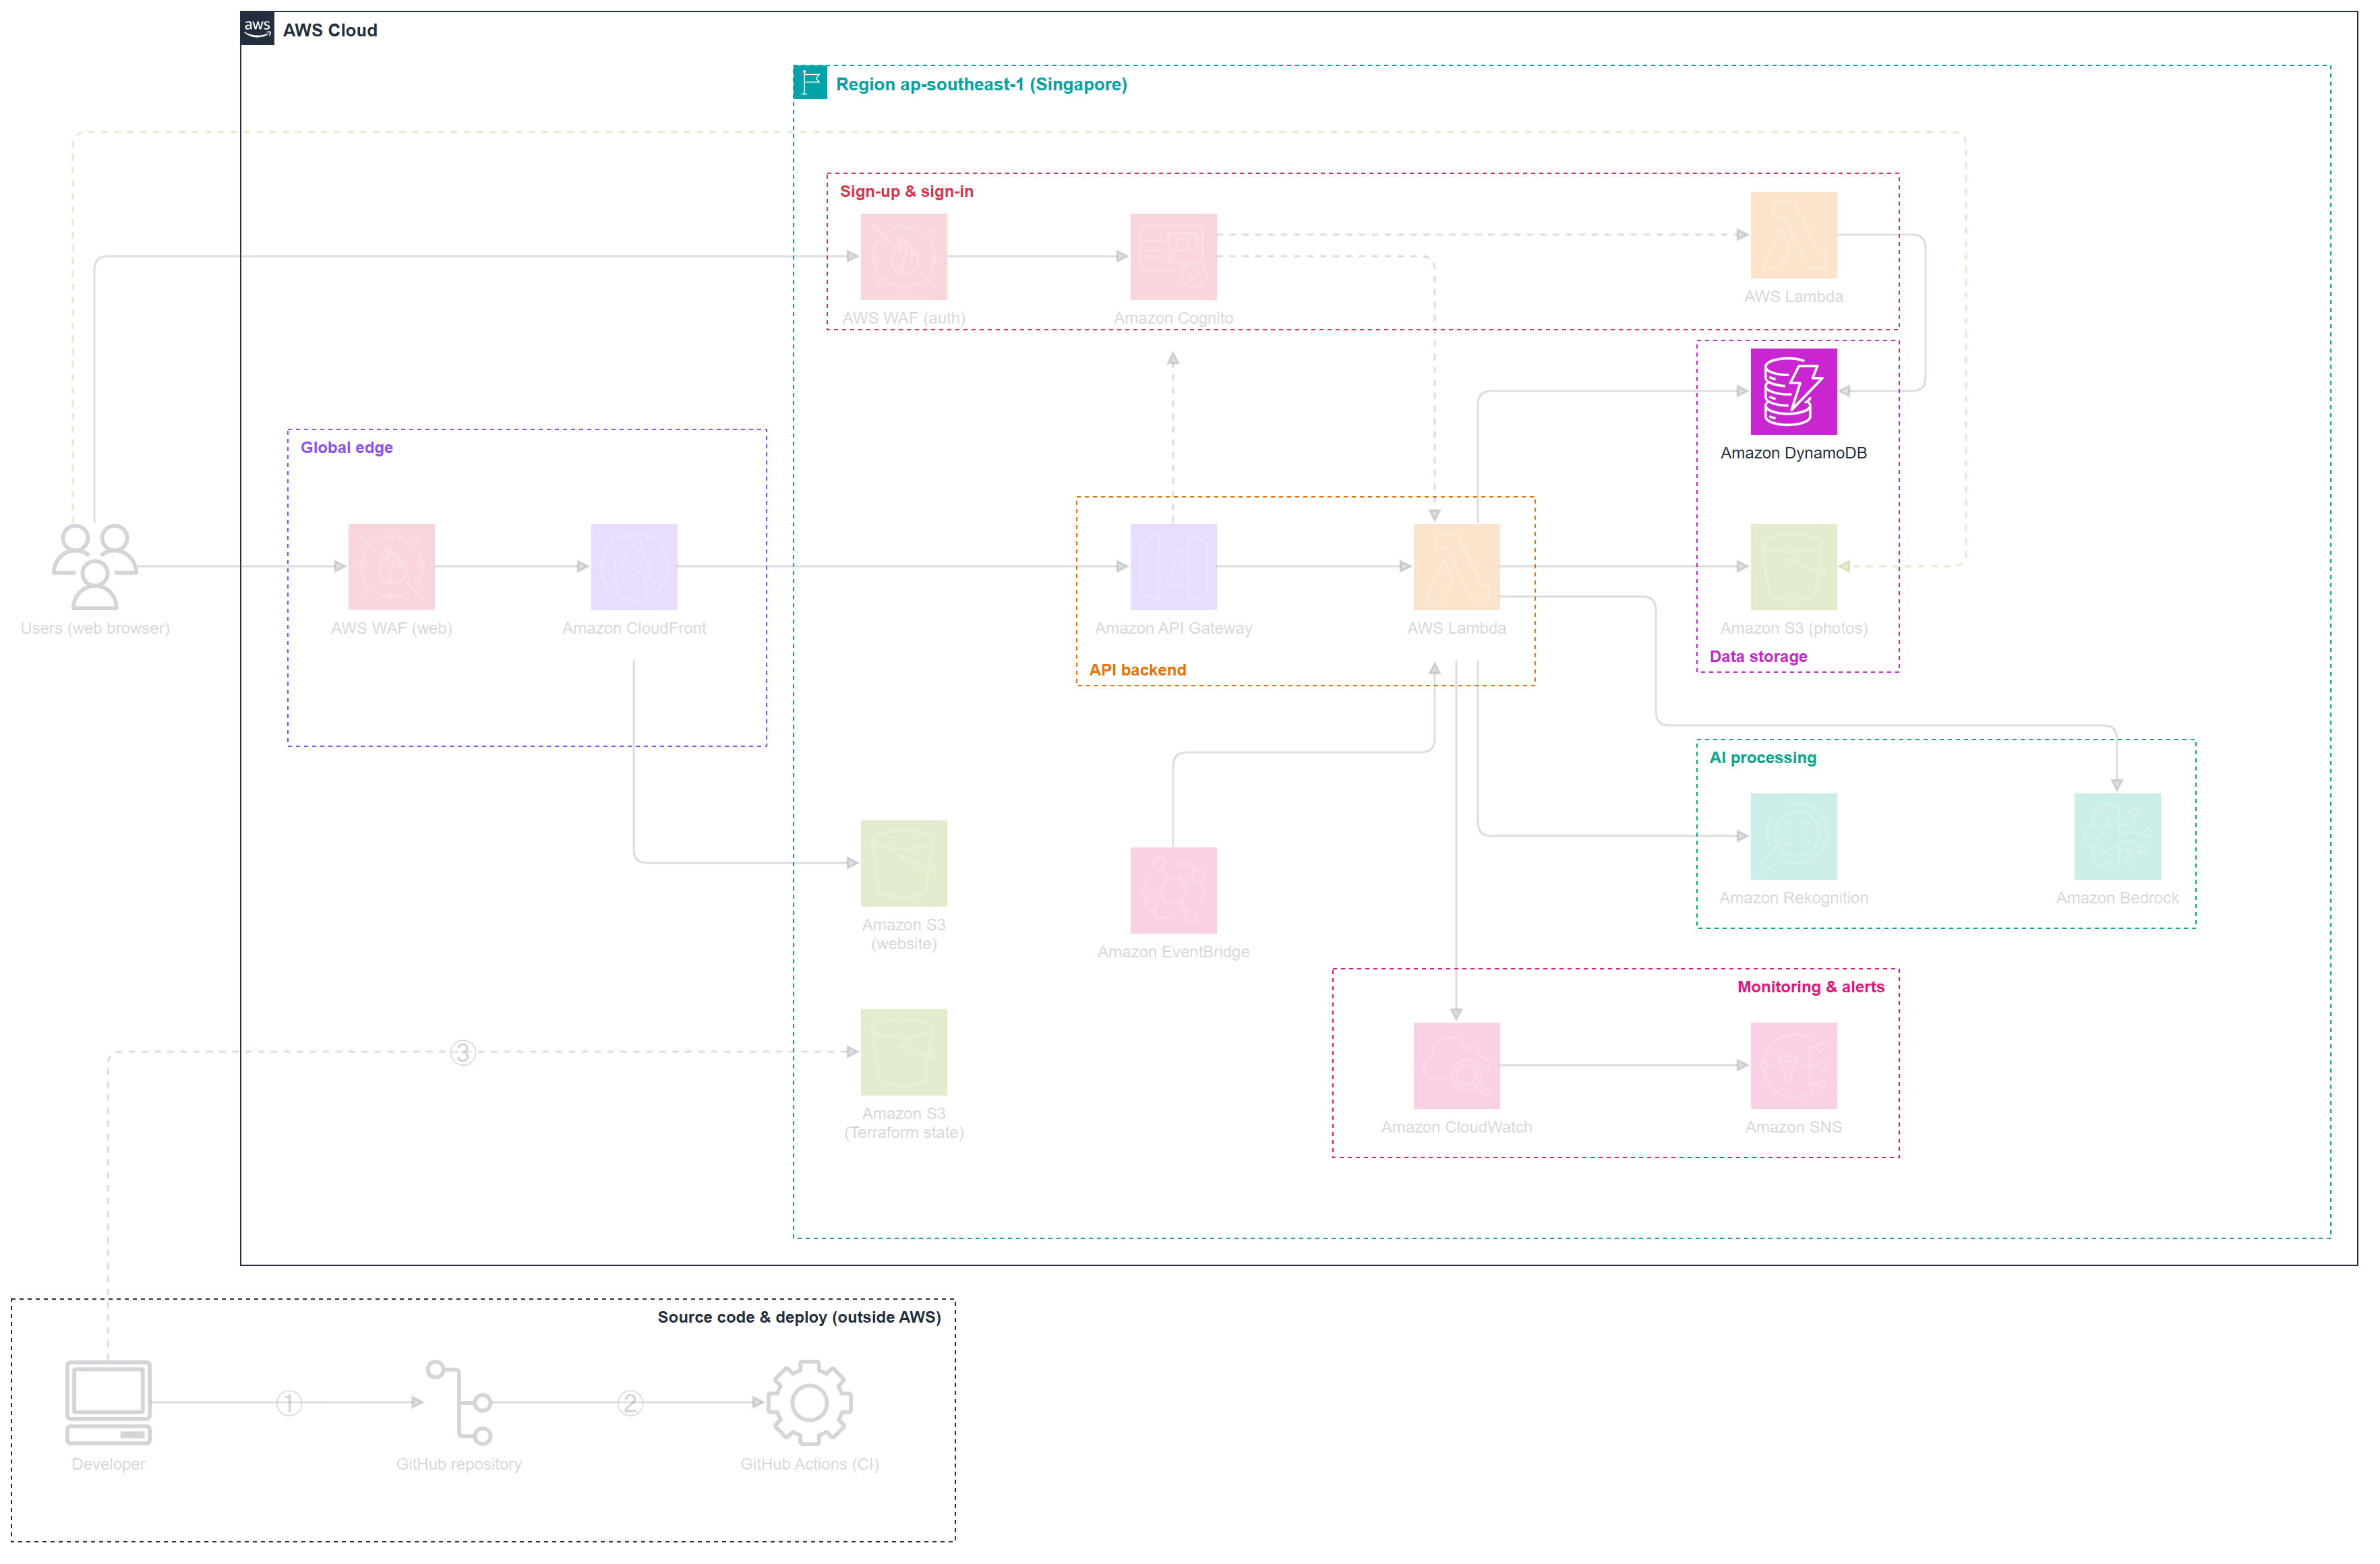 aws
AWS Cloud
Region ap-southeast-1 (Singapore)
Sign-up & sign-in
AWS WAF (auth)
Amazon Cognito
AWS Lambda
Global edge
Amazon DynamoDB
Users (web browser)
AWS WAF (web)
Amazon CloudFront
Amazon API Gateway
AWS Lambda
Amazon S3 (photos)
API backend
Data storage
AI processing
Amazon Rekognition
Amazon Bedrock
Amazon S3
(website)
Amazon EventBridge
Monitoring & alerts
③
Amazon S3
(Terraform state)
Amazon CloudWatch
Amazon SNS
Source code & deploy (outside AWS)
①
②
Developer
GitHub repository
GitHub Actions (CI)